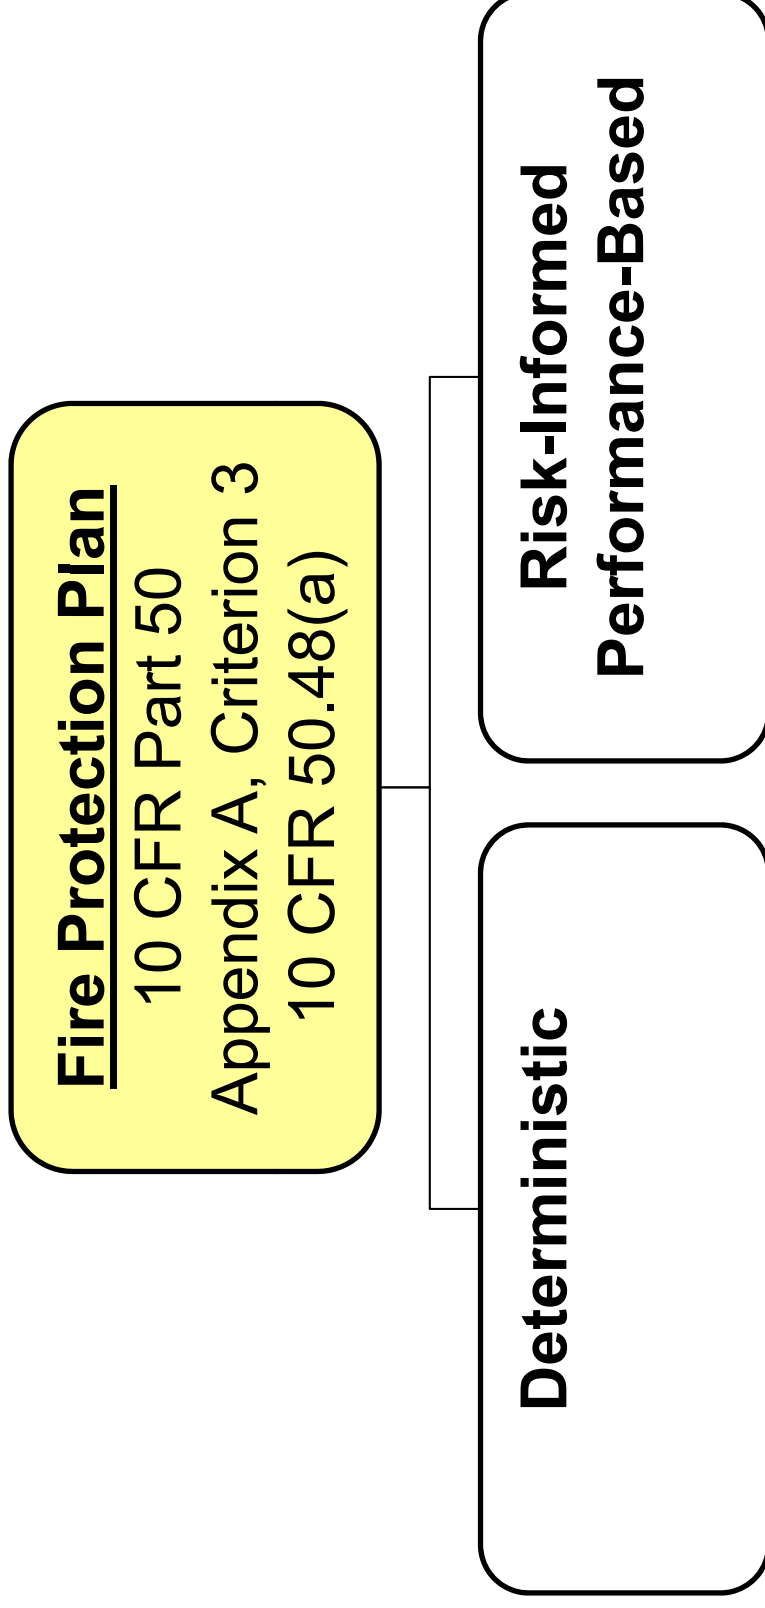 Fire Protection Plan
10 CFR Part 50
Appendix A, Criterion 3
10 CFR 50.48(a)
Deterministic
Risk-Informed
Performance-Based